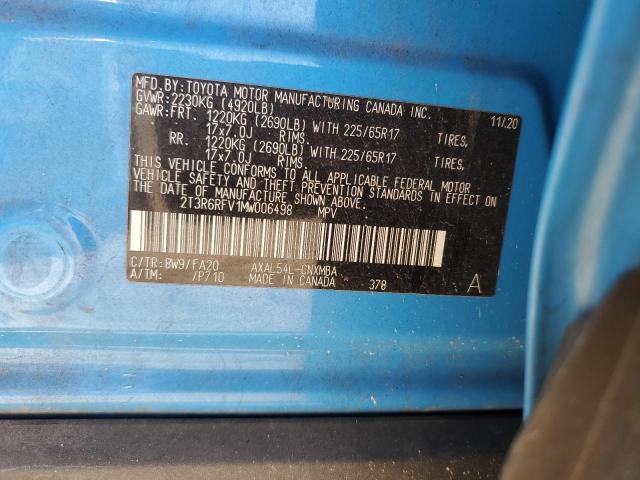 MFD.BY:TOYOTA MOTOR MANUFACTURING CANADA INC. 11/20
GVWR:2230KG (4920LB)
GAWR:FRT. 1220KG (2690LB) WITH 225/65R17 TIRES,
17x7.0J RIMS.
RR. 1220KG (2690LB) WITH 225/65R17 TIRES,
17x7.0J RIMS.
THIS VEHICLE CONFORMS TO ALL APPLICABLE FEDERAL MOTOR
VEHICLE SAFETY AND THEFT PREVENTION STANDARDS IN EFFECT
ON THE DATE OF MANUFACTURE SHOWN ABOVE.
2T3R6RFV1MW006498 MPV
C/TR:8W9/FA20 AXAL54L-CNXMBA
A/TM: /P710 MADE IN CANADA 378 A